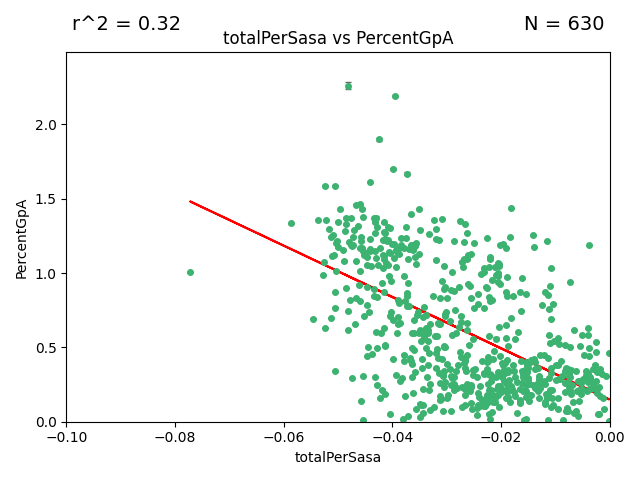 r^2 = 0.32
N = 630
totalPerSasa vs PercentGpA
PercentGpA
2.0
1.5
1.0
0.5
0.0
−0.10
−0.08
−0.06
−0.04
−0.02
0.00
totalPerSasa